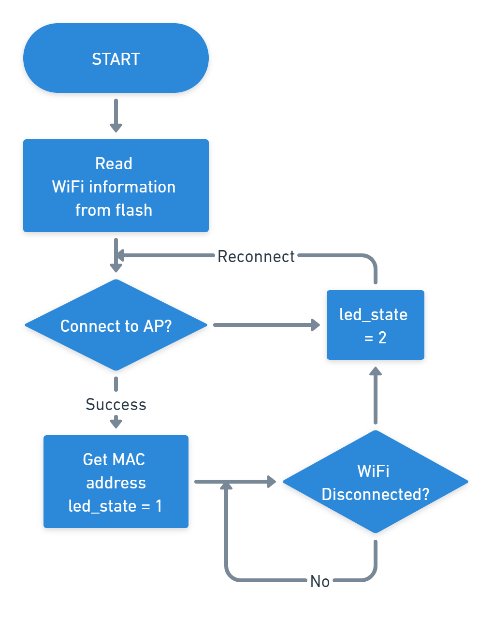 START
Read
WiFi information
from flash
Reconnect
Connect to AP?
led_state
= 2
Success
Get MAC
address
led_state = 1
WiFi
Disconnected?
No